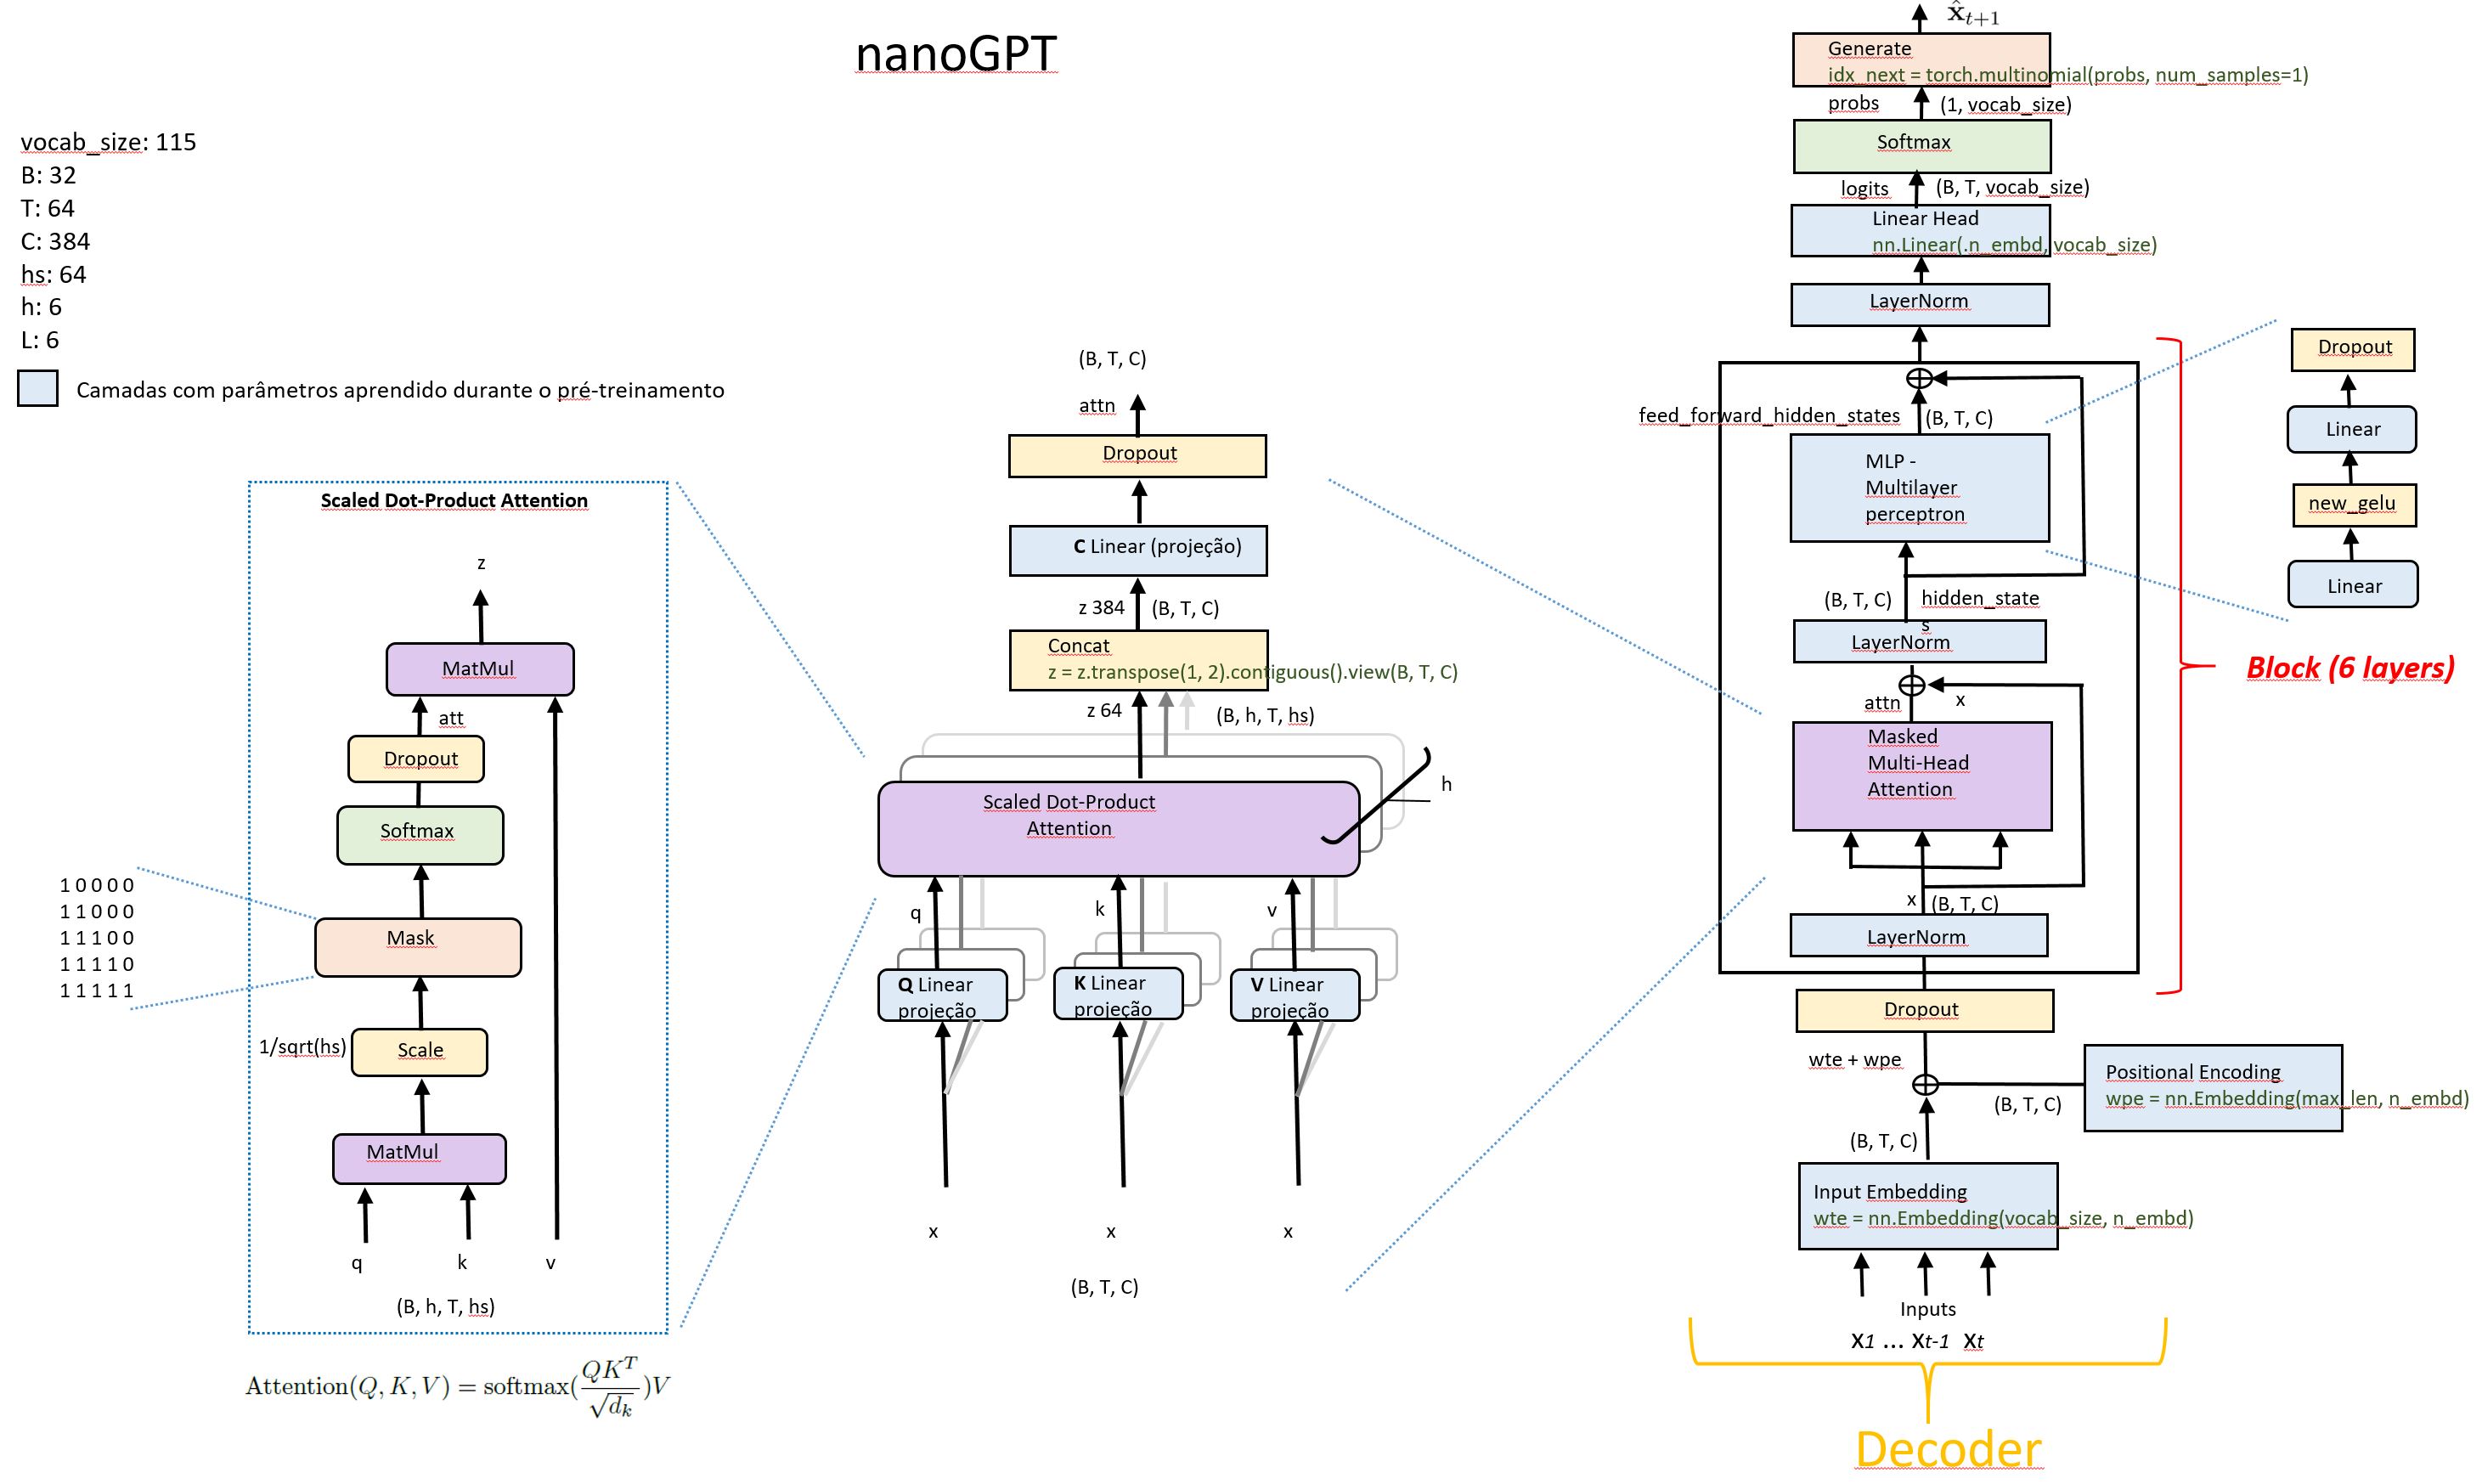 nanoGPT
vocab_size: 115
B: 32
T: 64
C: 384
hs: 64
h: 6
L: 6
Camadas com parâmetros aprendido durante o pré-treinamento
Scaled Dot-Product Attention
z
MatMul
att
Dropout
Softmax
1 0 0 0 0
1 1 0 0 0
1 1 1 0 0
1 1 1 1 0
1 1 1 1 1
Mask
1/sqrt(hs)
Scale
MatMul
q
k
v
(B, h, T, hs)
Attention(Q, K, V) = softmax(\frac{QK^T}{\sqrt{d_k}})V
(B, T, C)
attn
Dropout
C Linear (projeção)
z 384
(B, T, C)
Concat
z = z.transpose(1, 2).contiguous().view(B, T, C)
z 64
(B, h, T, hs)
h
Scaled Dot-Product
Attention
q
k
v
Q Linear
projeção
K Linear
projeção
V Linear
projeção
x
x
x
(B, T, C)
x̂_{t+1}
Generate
idx_next = torch.multinomial(probs, num_samples=1)
probs
(1, vocab_size)
Softmax
logits
(B, T, vocab_size)
Linear Head
nn.Linear(.n_embd, vocab_size)
LayerNorm
feed_forward_hidden_states
(B, T, C)
MLP -
Multilayer
perceptron
(B, T, C)
hidden_state
s
LayerNorm
attn
x
Masked
Multi-Head
Attention
x
(B, T, C)
LayerNorm
Dropout
Linear
new_gelu
Linear
Block (6 layers)
Dropout
wte + wpe
(B, T, C)
Positional Encoding
wpe = nn.Embedding(max_len, n_embd)
(B, T, C)
Input Embedding
wte = nn.Embedding(vocab_size, n_embd)
Inputs
X1 ... Xt-1 Xt
Decoder